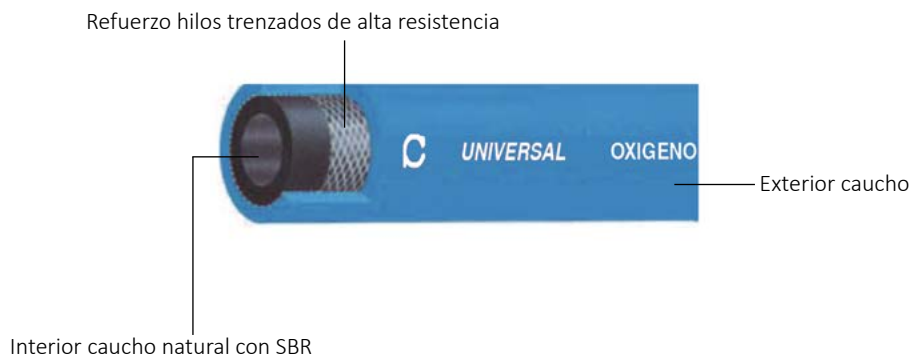 Refuerzo hilos trenzados de alta resistencia
UNIVERSAL OXIGENO
Exterior caucho
Interior caucho natural con SBR